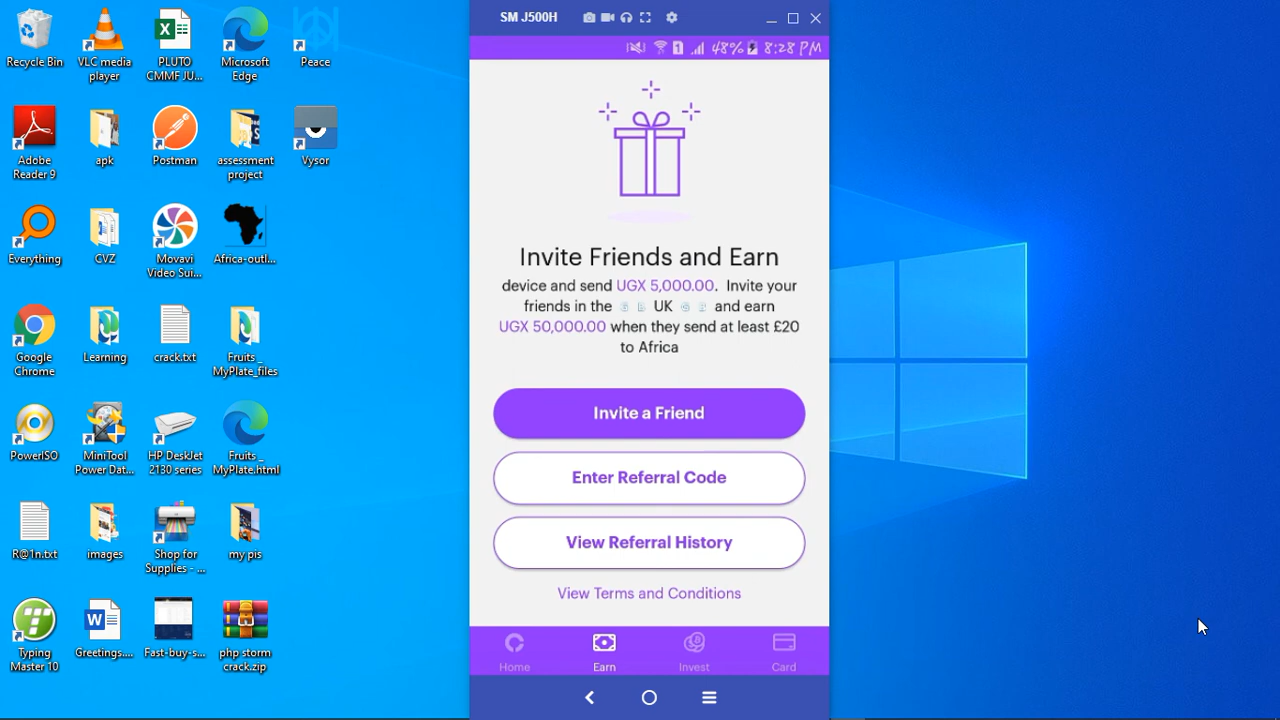 Recycle Bin
VLC media
player
PLUTO
CMMF JU...
Microsoft
Edge
Peace
Adobe
Reader 9
apk
Postman
assessment
project
Vysor
Everything
CVZ
Movavi
Video Sui...
Africa-outl...
Google
Chrome
Learning
crack.txt
Fruits _
MyPlate_files
PowerISO
MiniTool
Power Dat...
HP DeskJet
2130 series
Fruits _
MyPlate.html
R@1n.txt
images
Shop for
Supplies - ...
my pis
Typing
Master 10
Greetings....
Fast-buy-s...
php storm
crack.zip
SM J500H
48% 8:28 PM
Invite Friends and Earn
device and send UGX 5,000.00. Invite your
friends in the UK and earn
UGX 50,000.00 when they send at least £20
to Africa
Invite a Friend
Enter Referral Code
View Referral History
View Terms and Conditions
Home
Earn
Invest
Card